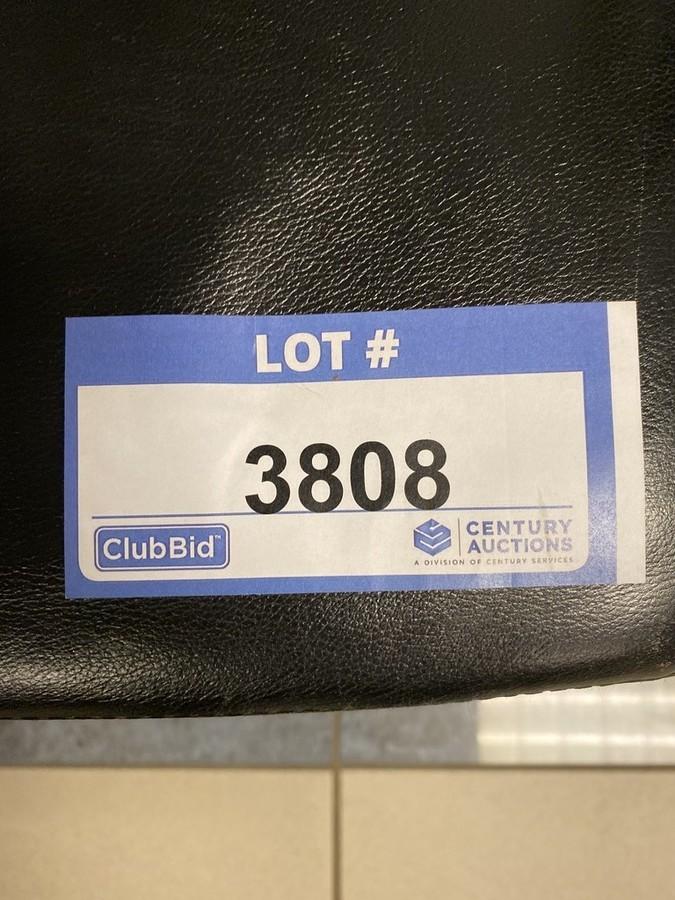 LOT #
3808
ClubBid™
CENTURY
AUCTIONS
A DIVISION OF CENTURY SERVICES